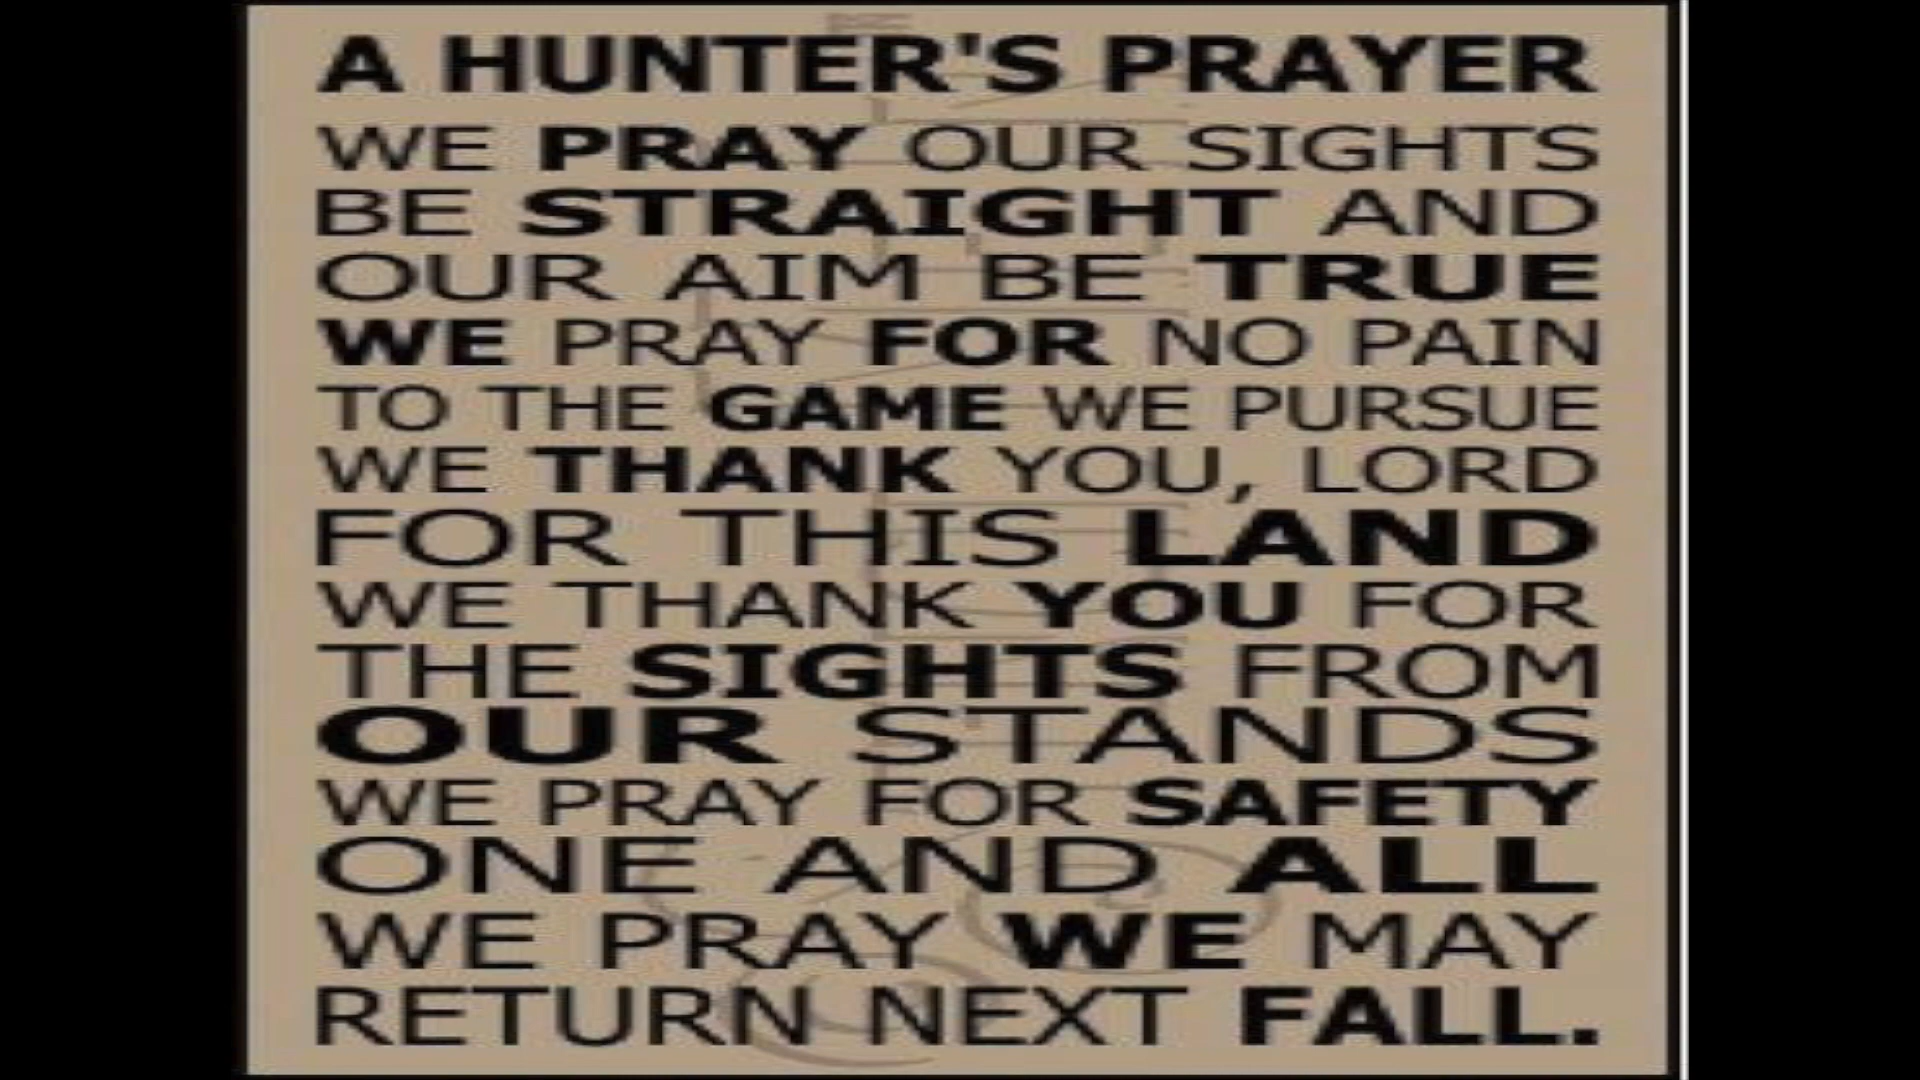 A HUNTER'S PRAYER
WE PRAY OUR SIGHTS
BE STRAIGHT AND
OUR AIM BE TRUE
WE PRAY FOR NO PAIN
TO THE GAME WE PURSUE
WE THANK YOU, LORD
FOR THIS LAND
WE THANK YOU FOR
THE SIGHTS FROM
OUR STANDS
WE PRAY FOR SAFETY
ONE AND ALL
WE PRAY WE MAY
RETURN NEXT FALL.